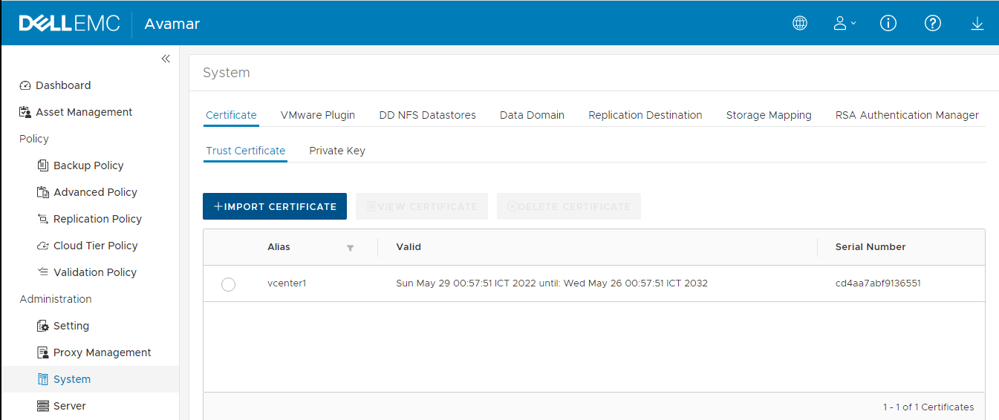 DELLEMC Avamar
Dashboard
Asset Management
Policy
Backup Policy
Advanced Policy
Replication Policy
Cloud Tier Policy
Validation Policy
Administration
Setting
Proxy Management
System
Server
System
Certificate VMware Plugin DD NFS Datastores Data Domain Replication Destination Storage Mapping RSA Authentication Manager
Trust Certificate Private Key
IMPORT CERTIFICATE VIEW CERTIFICATE DELETE CERTIFICATE
Alias Valid Serial Number
vcenter1 Sun May 29 00:57:51 ICT 2022 until: Wed May 26 00:57:51 ICT 2032 cd4aa7abf9136551
1 - 1 of 1 Certificates